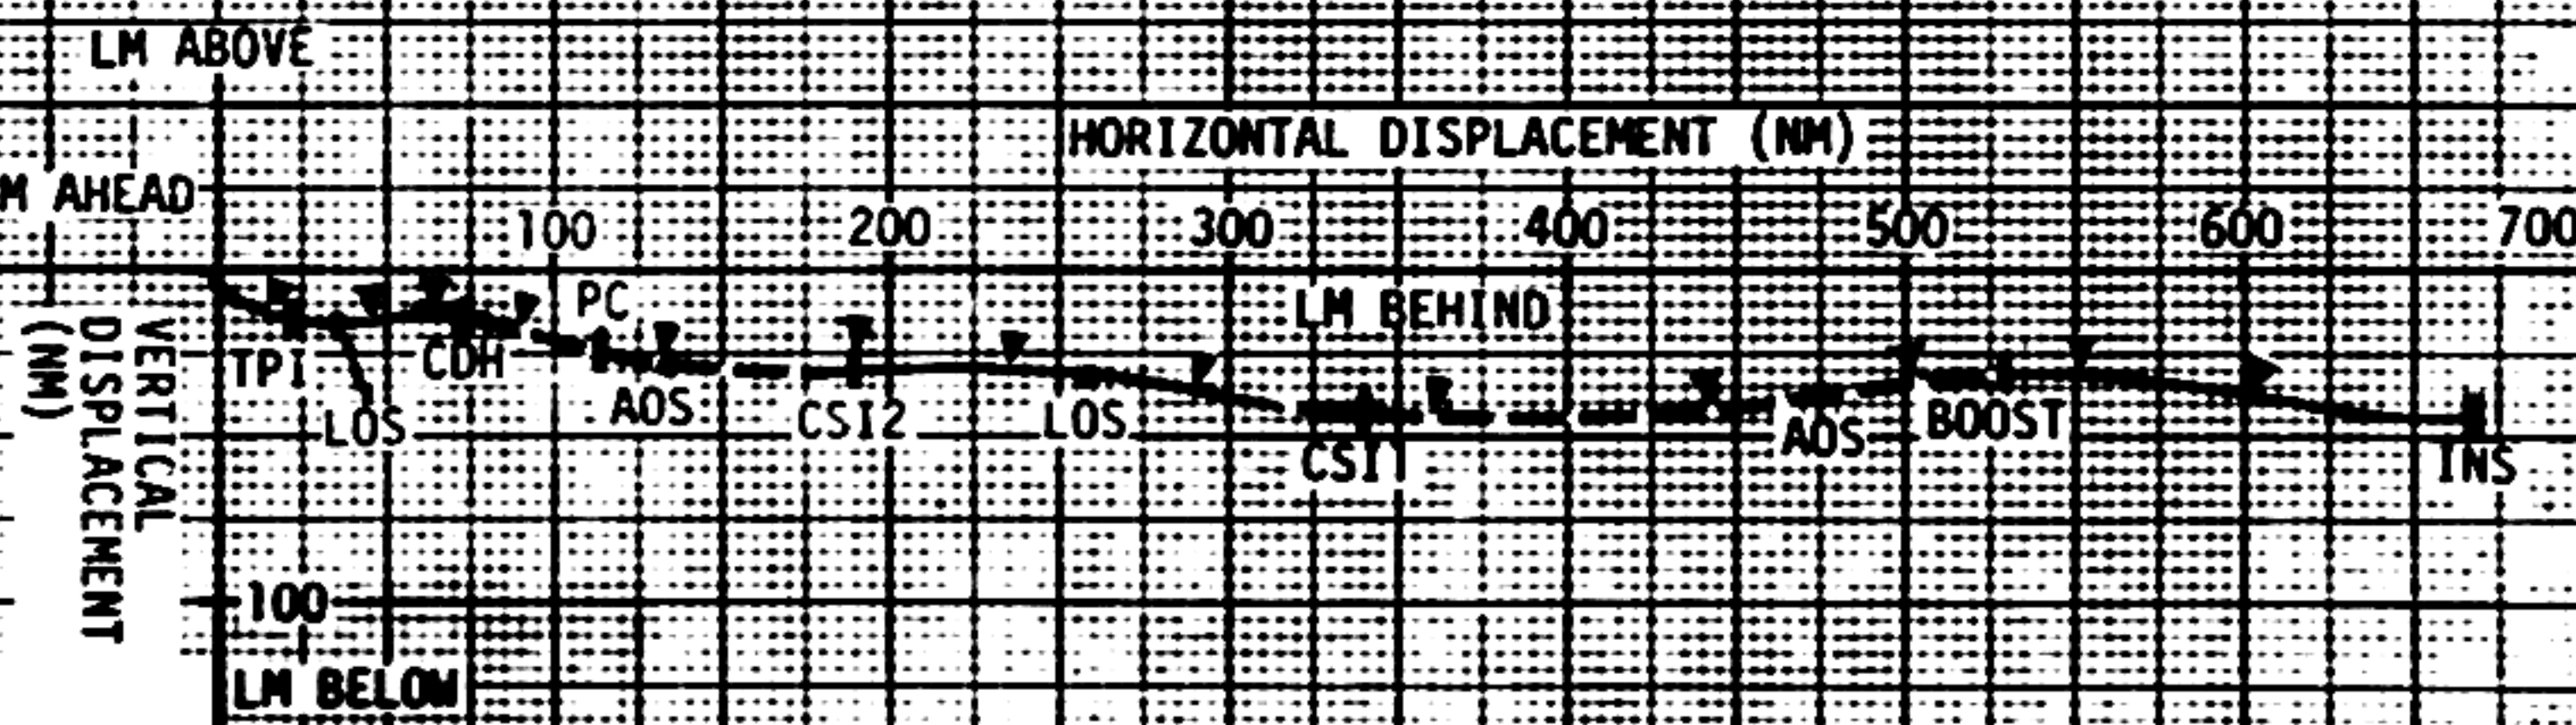 LM ABOVE
HORIZONTAL DISPLACEMENT (NM)
M AHEAD
100 200 300 400 500 600 700
LM BEHIND
PC
TPI
CDH
LOS
AOS
CSI2
LOS
CSI1
AOS
BOOST
INS
VERTICAL
DISPLACEMENT
(NM)
100
LM BELOW